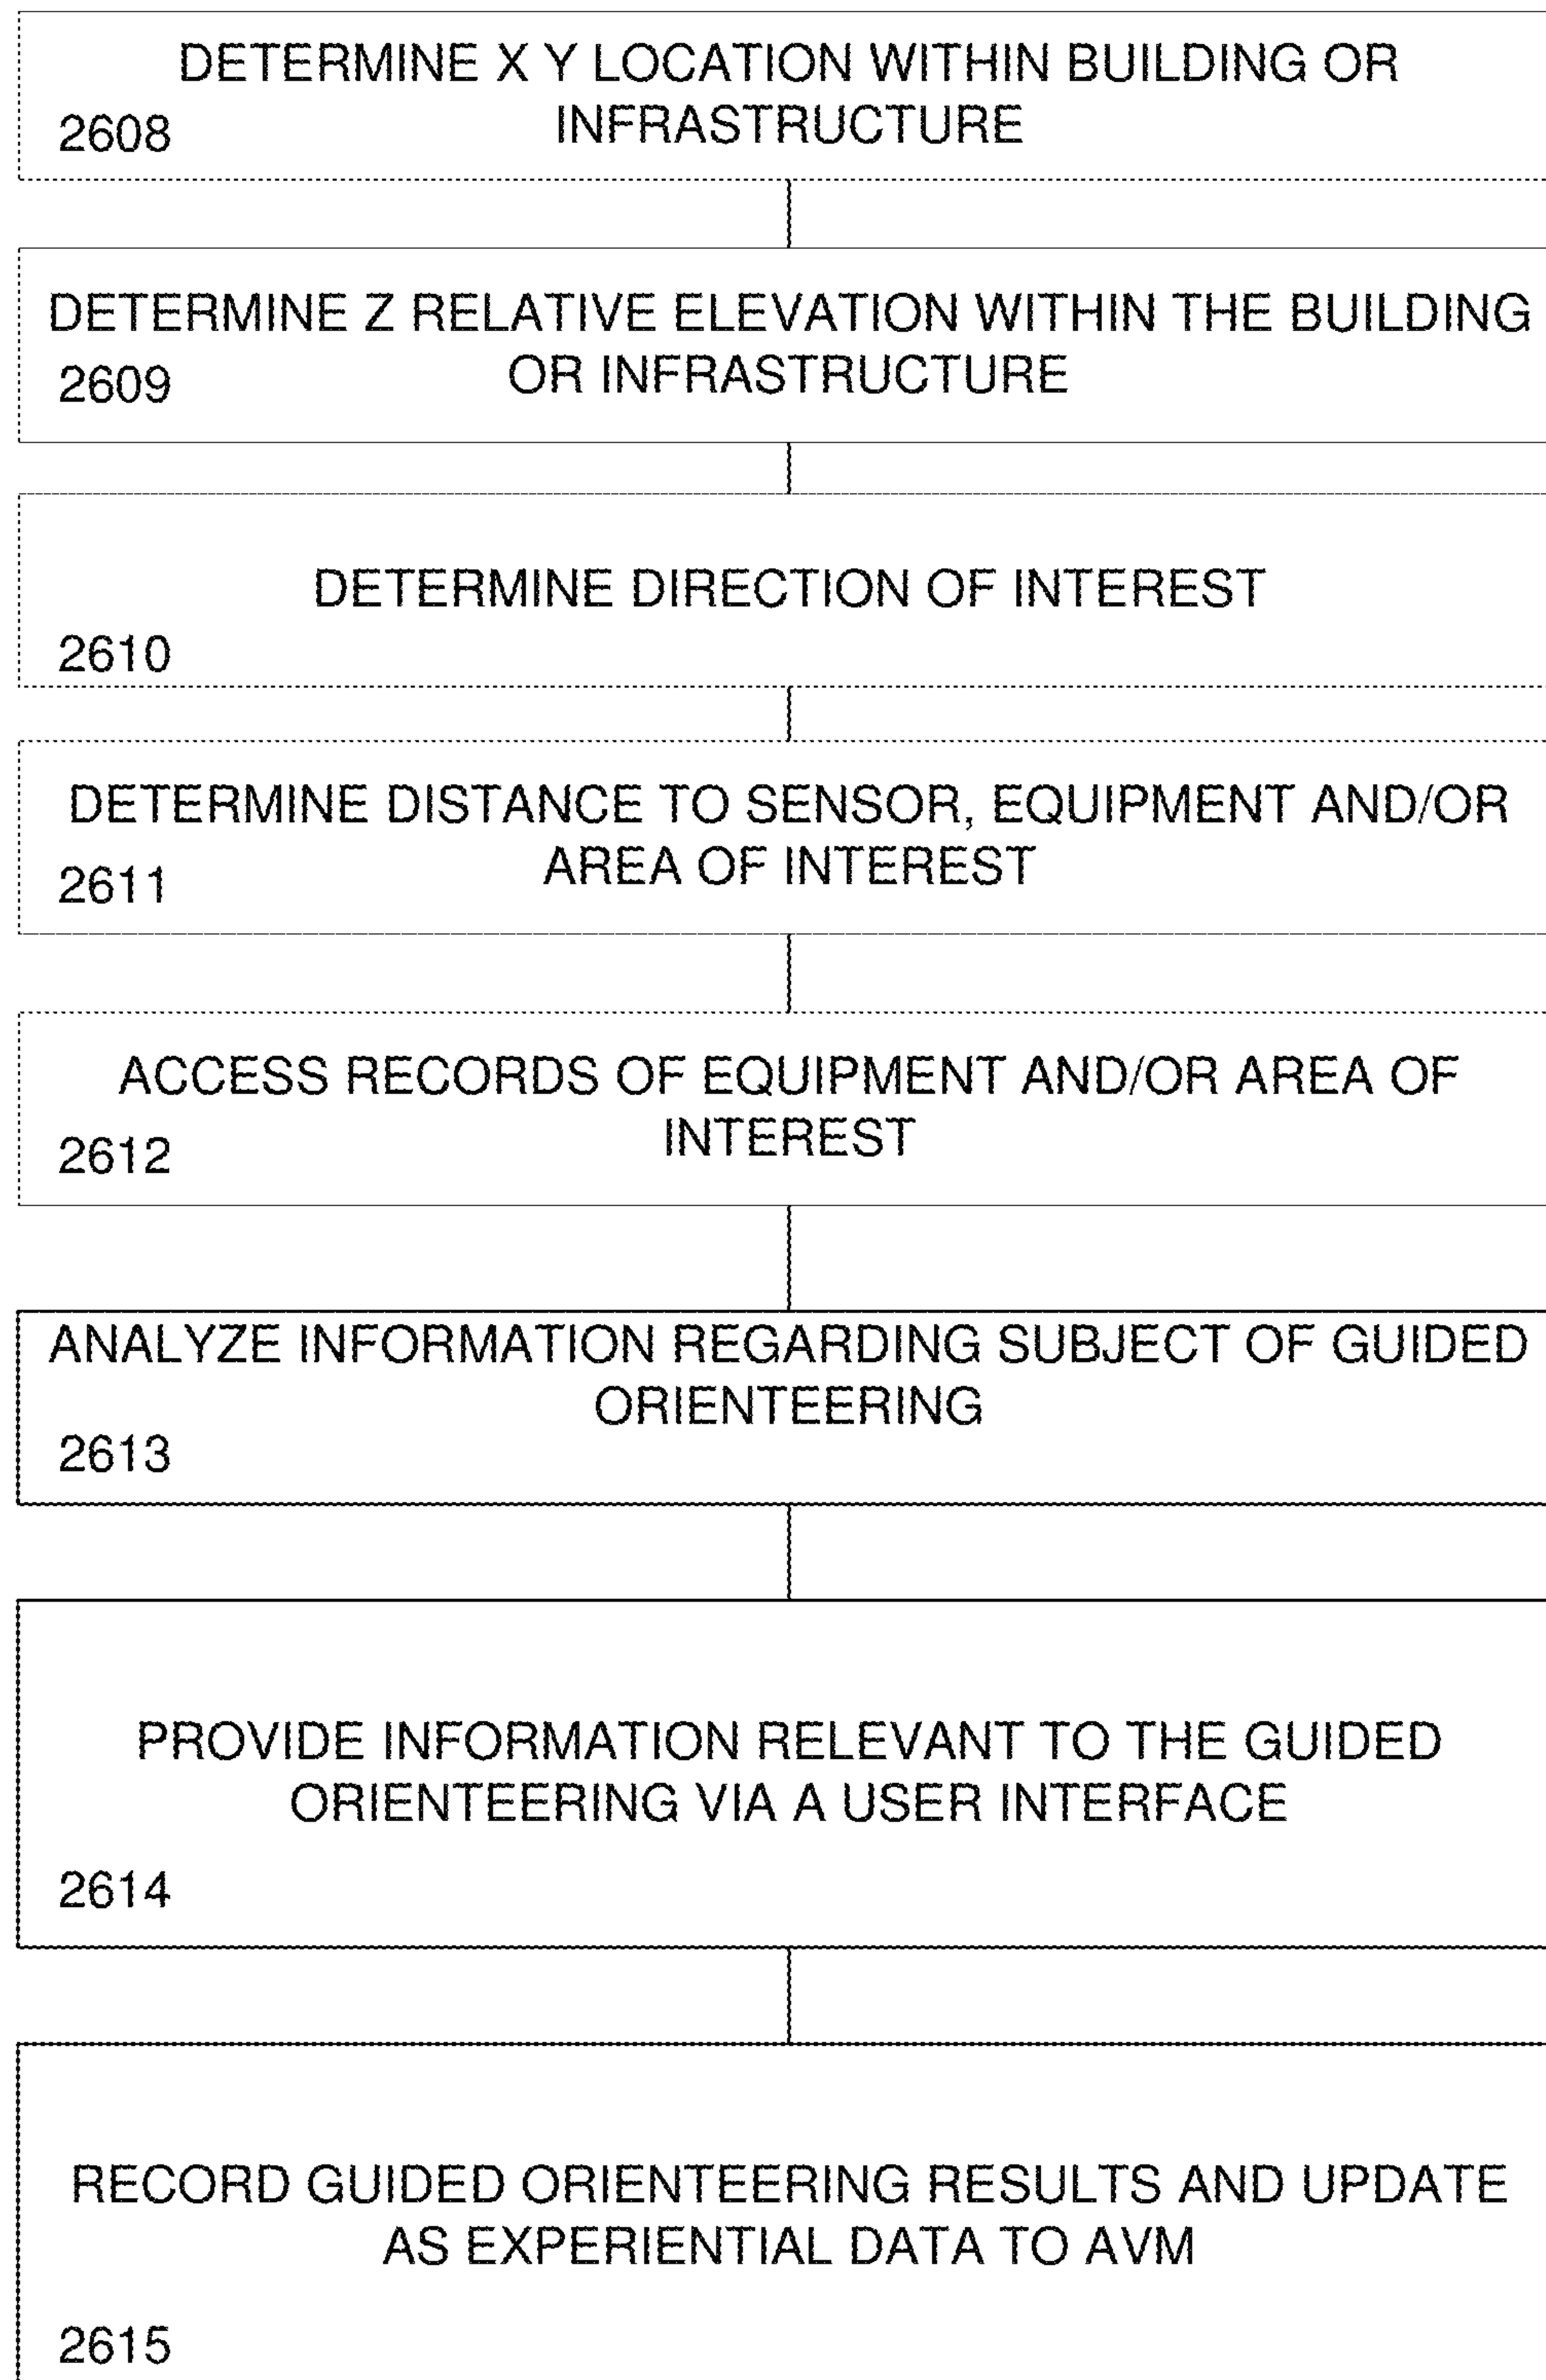 DETERMINE X Y LOCATION WITHIN BUILDING OR
INFRASTRUCTURE
2608
DETERMINE Z RELATIVE ELEVATION WITHIN THE BUILDING
OR INFRASTRUCTURE
2609
DETERMINE DIRECTION OF INTEREST
2610
DETERMINE DISTANCE TO SENSOR, EQUIPMENT AND/OR
AREA OF INTEREST
2611
ACCESS RECORDS OF EQUIPMENT AND/OR AREA OF
INTEREST
2612
ANALYZE INFORMATION REGARDING SUBJECT OF GUIDED
ORIENTEERING
2613
PROVIDE INFORMATION RELEVANT TO THE GUIDED
ORIENTEERING VIA A USER INTERFACE
2614
RECORD GUIDED ORIENTEERING RESULTS AND UPDATE
AS EXPERIENTIAL DATA TO AVM
2615